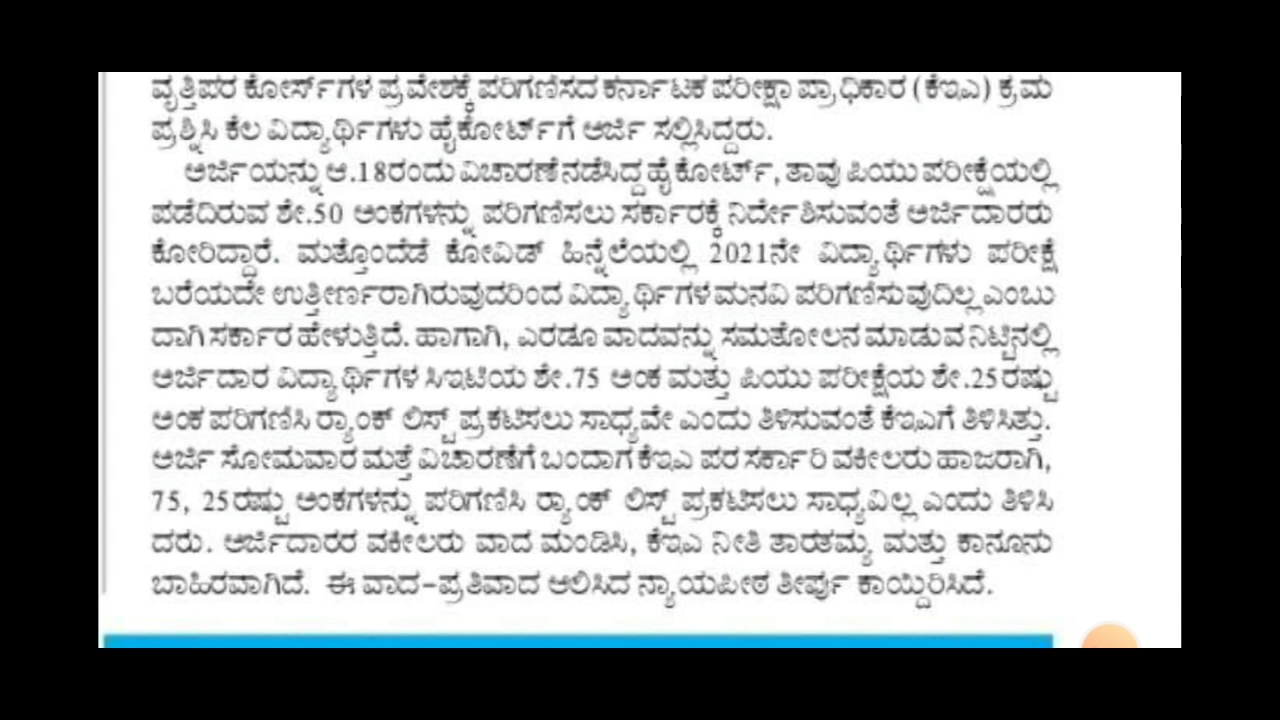 ವೃತ್ತಿಪರ ಕೋರ್ಸ್‌ಗಳ ಪ್ರವೇಶಕ್ಕೆ ಪರಿಗಣಿಸದ ಕರ್ನಾಟಕ ಪರೀಕ್ಷಾ ಪ್ರಾಧಿಕಾರ (ಕೆಇಎ) ಕ್ರಮ
ಪ್ರಶ್ನಿಸಿ ಕೆಲ ವಿದ್ಯಾರ್ಥಿಗಳು ಹೈಕೋರ್ಟ್‌ಗೆ ಅರ್ಜಿ ಸಲ್ಲಿಸಿದ್ದರು.
ಅರ್ಜಿಯನ್ನು ಆ.18ರಂದು ವಿಚಾರಣೆ ನಡೆಸಿದ್ದ ಹೈಕೋರ್ಟ್, ತಾವು ಪಿಯು ಪರೀಕ್ಷೆಯಲ್ಲಿ
ಪಡೆದಿರುವ ಶೇ.50 ಅಂಕಗಳನ್ನು ಪರಿಗಣಿಸಲು ಸರ್ಕಾರಕ್ಕೆ ನಿರ್ದೇಶಿಸುವಂತೆ ಅರ್ಜಿದಾರರು
ಕೋರಿದ್ದಾರೆ. ಮತ್ತೊಂದೆಡೆ ಕೋವಿಡ್ ಹಿನ್ನೆಲೆಯಲ್ಲಿ 2021ನೇ ವಿದ್ಯಾರ್ಥಿಗಳು ಪರೀಕ್ಷೆ
ಬರೆಯದೇ ಉತ್ತೀರ್ಣರಾಗಿರುವುದರಿಂದ ವಿದ್ಯಾರ್ಥಿಗಳ ಮನವಿ ಪರಿಗಣಿಸುವುದಿಲ್ಲ ಎಂಬು
ದಾಗಿ ಸರ್ಕಾರ ಹೇಳುತ್ತಿದೆ. ಹಾಗಾಗಿ, ಎರಡೂ ವಾದವನ್ನು ಸಮತೋಲನ ಮಾಡುವ ನಿಟ್ಟಿನಲ್ಲಿ
ಅರ್ಜಿದಾರ ವಿದ್ಯಾರ್ಥಿಗಳ ಸಿಇಟಿಯ ಶೇ.75 ಅಂಕ ಮತ್ತು ಪಿಯು ಪರೀಕ್ಷೆಯ ಶೇ.25ರಷ್ಟು
ಅಂಕ ಪರಿಗಣಿಸಿ ರ‍್ಯಾಂಕ್ ಲಿಸ್ಟ್ ಪ್ರಕಟಿಸಲು ಸಾಧ್ಯವೇ ಎಂದು ತಿಳಿಸುವಂತೆ ಕೆಇಎಗೆ ತಿಳಿಸಿತ್ತು.
ಅರ್ಜಿ ಸೋಮವಾರ ಮತ್ತೆ ವಿಚಾರಣೆಗೆ ಬಂದಾಗ ಕೆಇಎ ಪರ ಸರ್ಕಾರಿ ವಕೀಲರು ಹಾಜರಾಗಿ,
75, 25ರಷ್ಟು ಅಂಕಗಳನ್ನು ಪರಿಗಣಿಸಿ ರ‍್ಯಾಂಕ್ ಲಿಸ್ಟ್ ಪ್ರಕಟಿಸಲು ಸಾಧ್ಯವಿಲ್ಲ ಎಂದು ತಿಳಿಸಿ
ದರು. ಅರ್ಜಿದಾರರ ವಕೀಲರು ವಾದ ಮಂಡಿಸಿ, ಕೆಇಎ ನೀತಿ ತಾರತಮ್ಯ ಮತ್ತು ಕಾನೂನು
ಬಾಹಿರವಾಗಿದೆ. ಈ ವಾದ-ಪ್ರತಿವಾದ ಆಲಿಸಿದ ನ್ಯಾಯಪೀಠ ತೀರ್ಪು ಕಾಯ್ದಿರಿಸಿದೆ.